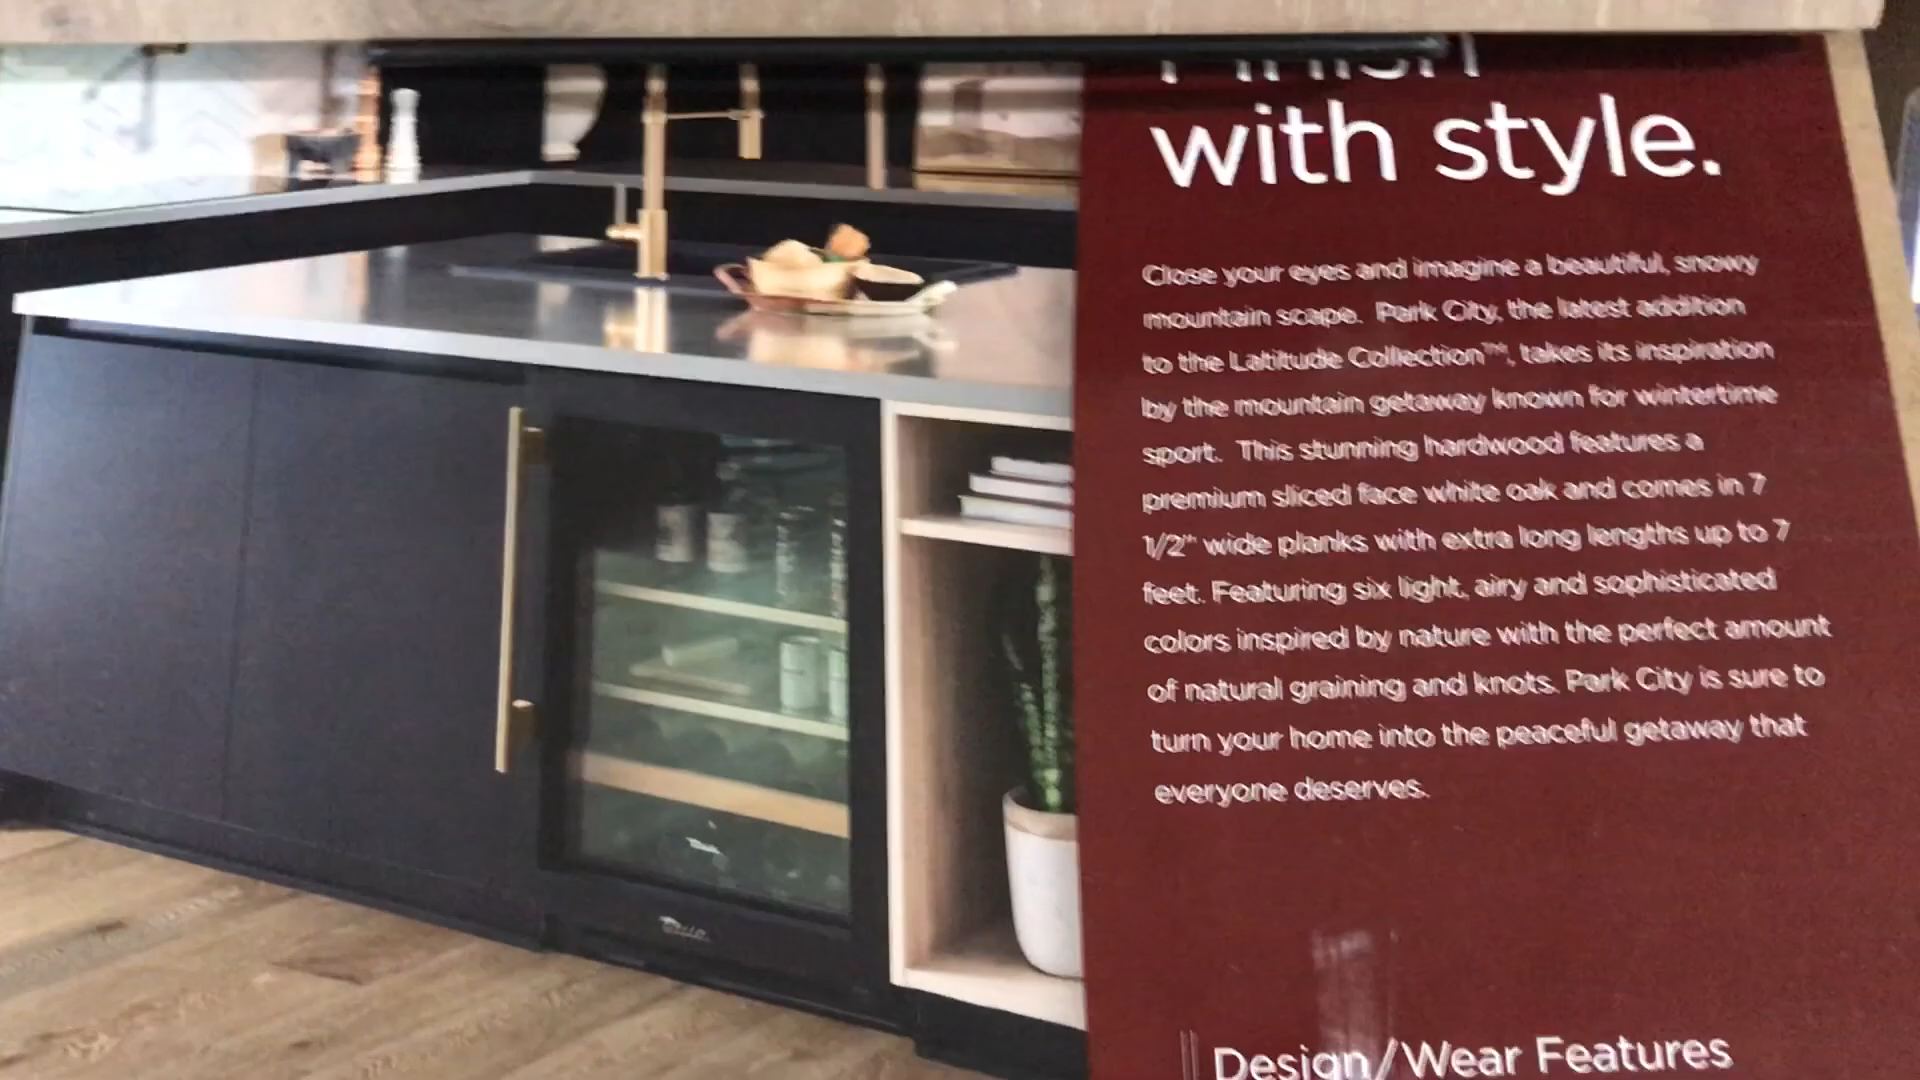 Finish
with style.
Close your eyes and imagine a beautiful, snowy
mountain scape. Park City, the latest addition
to the Latitude Collection™, takes its inspiration
by the mountain getaway known for wintertime
sport. This stunning hardwood features a
premium sliced face white oak and comes in 7
1/2" wide planks with extra long lengths up to 7
feet. Featuring six light, airy and sophisticated
colors inspired by nature with the perfect amount
of natural graining and knots. Park City is sure to
turn your home into the peaceful getaway that
everyone deserves.
Design/Wear Features